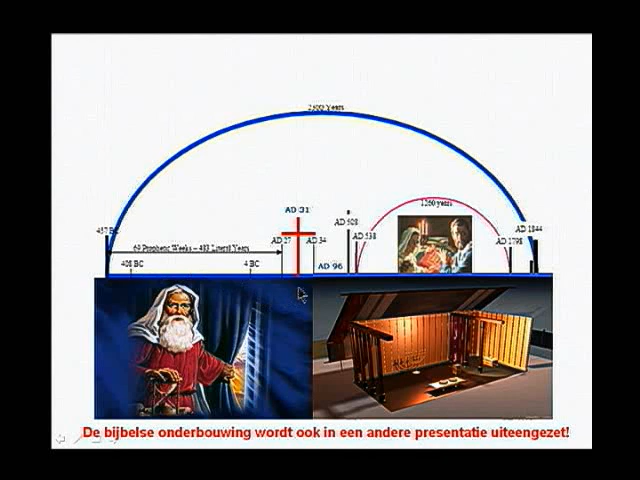 2300 Years
1260 years
AD 31
457 BC
AD 27
AD 34
AD 508
AD 538
AD 1798
AD 1844
69 Prophetic Weeks – 483 Literal Years
408 BC
4 BC
AD 96
De bijbelse onderbouwing wordt ook in een andere presentatie uiteengezet!